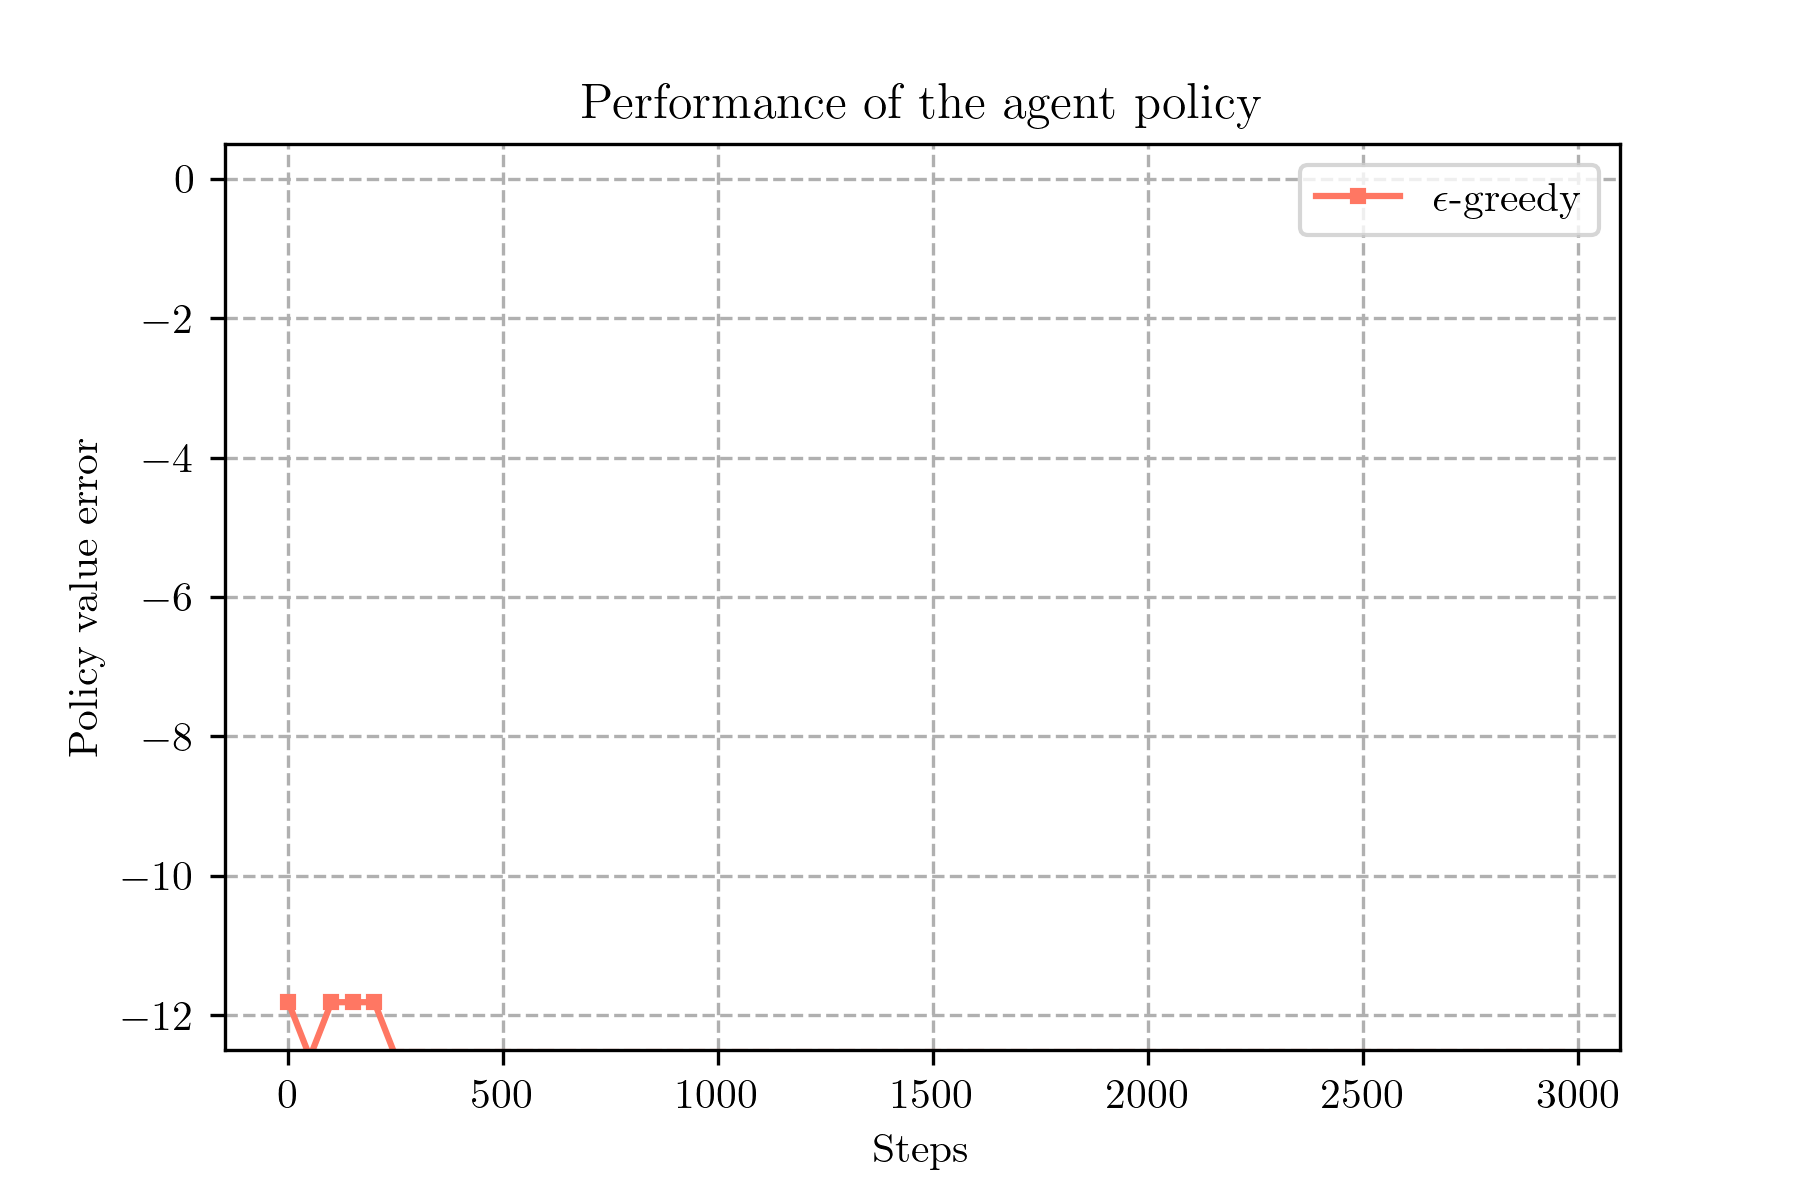 Performance of the agent policy
ϵ-greedy
Policy value error
0
−2
−4
−6
−8
−10
−12
0 500 1000 1500 2000 2500 3000
Steps